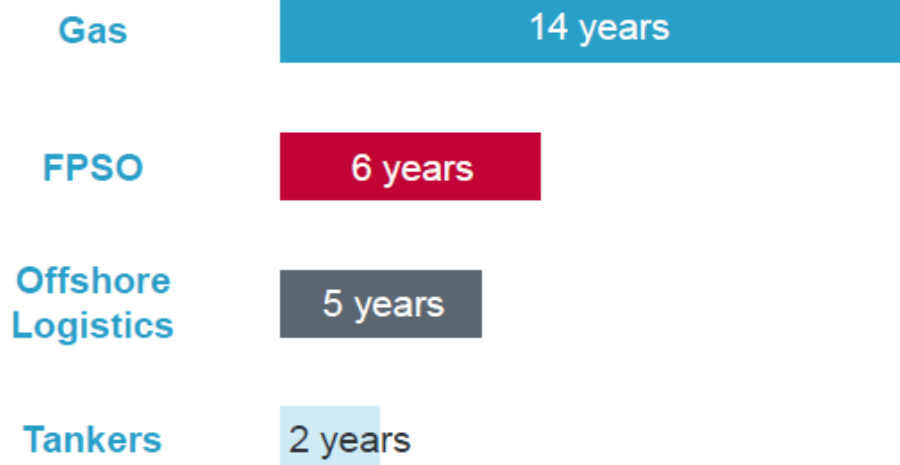 Gas
14 years
FPSO
6 years
Offshore
Logistics
5 years
Tankers
2 years